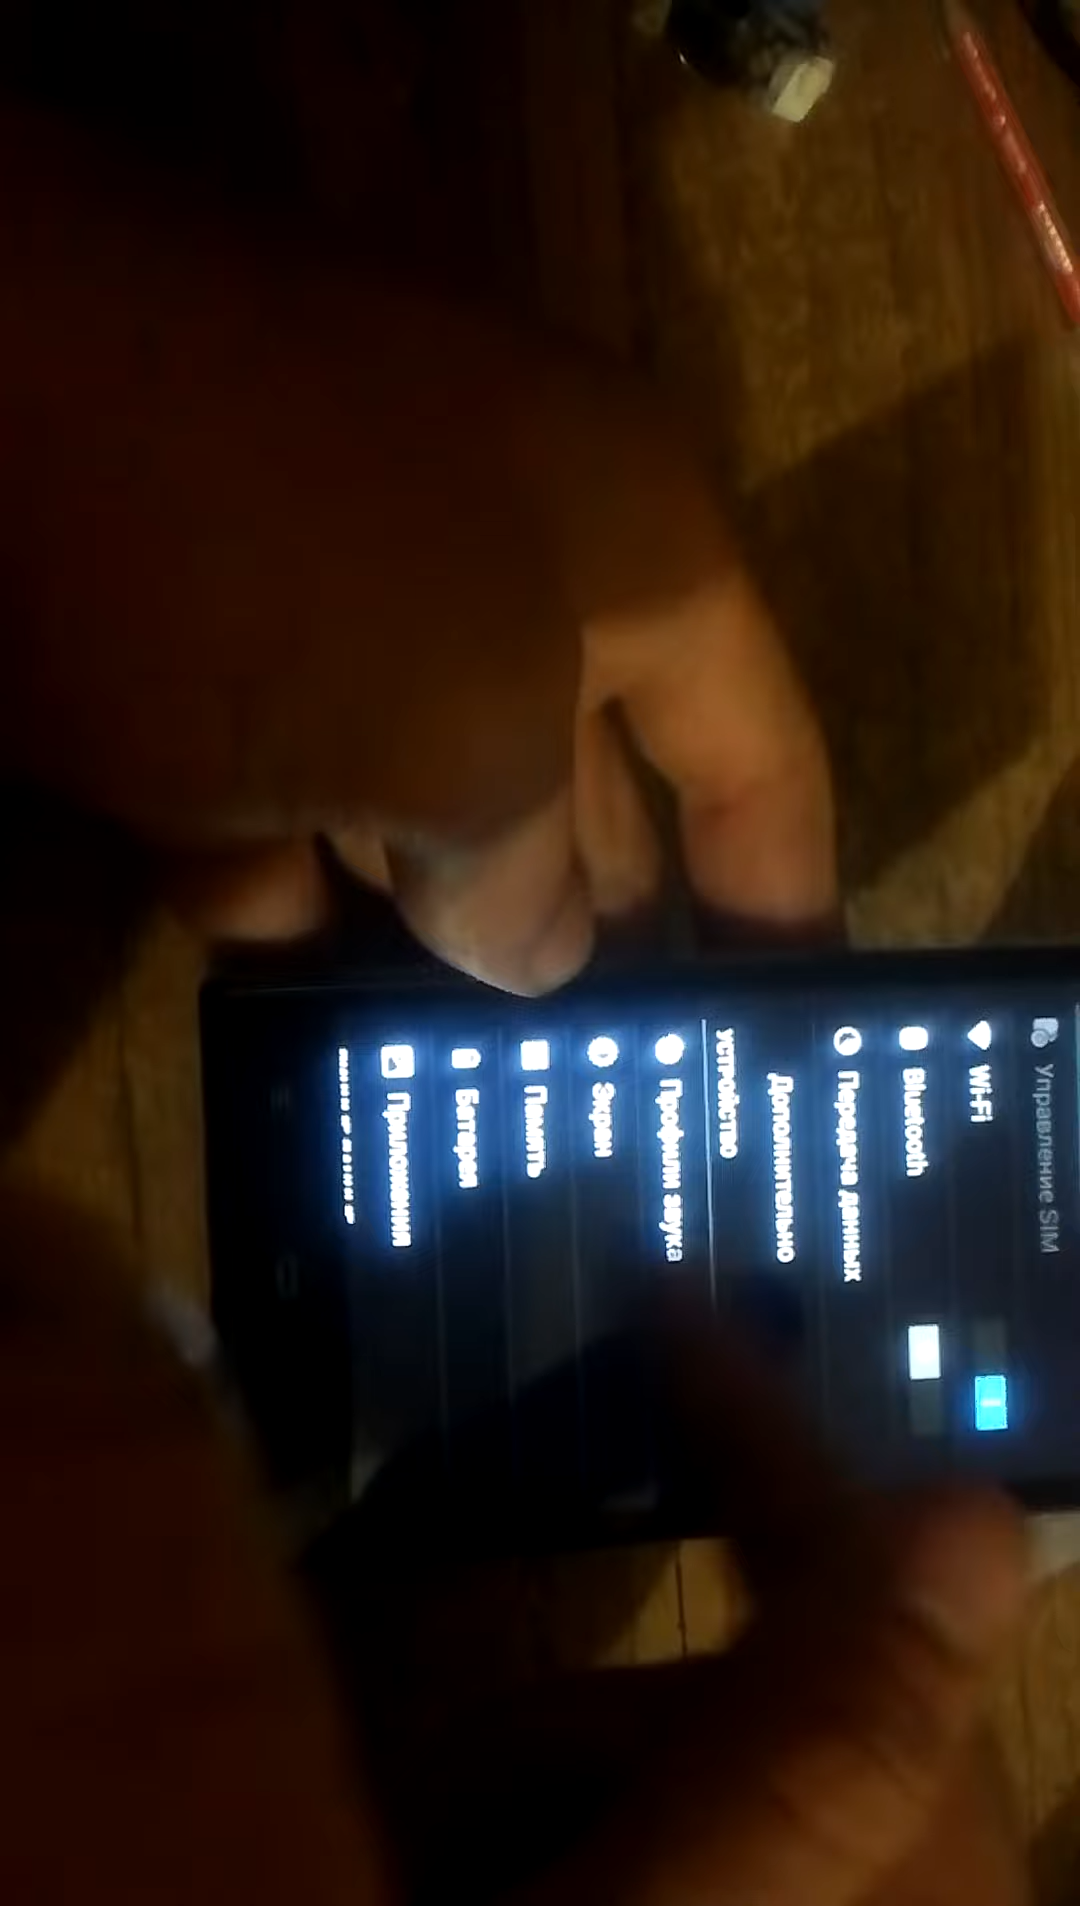 Управление SIM
Wi-Fi
Bluetooth
Передача данных
Дополнительно
УСТРОЙСТВО
Профили звука
Экран
Память
Батарея
Приложения